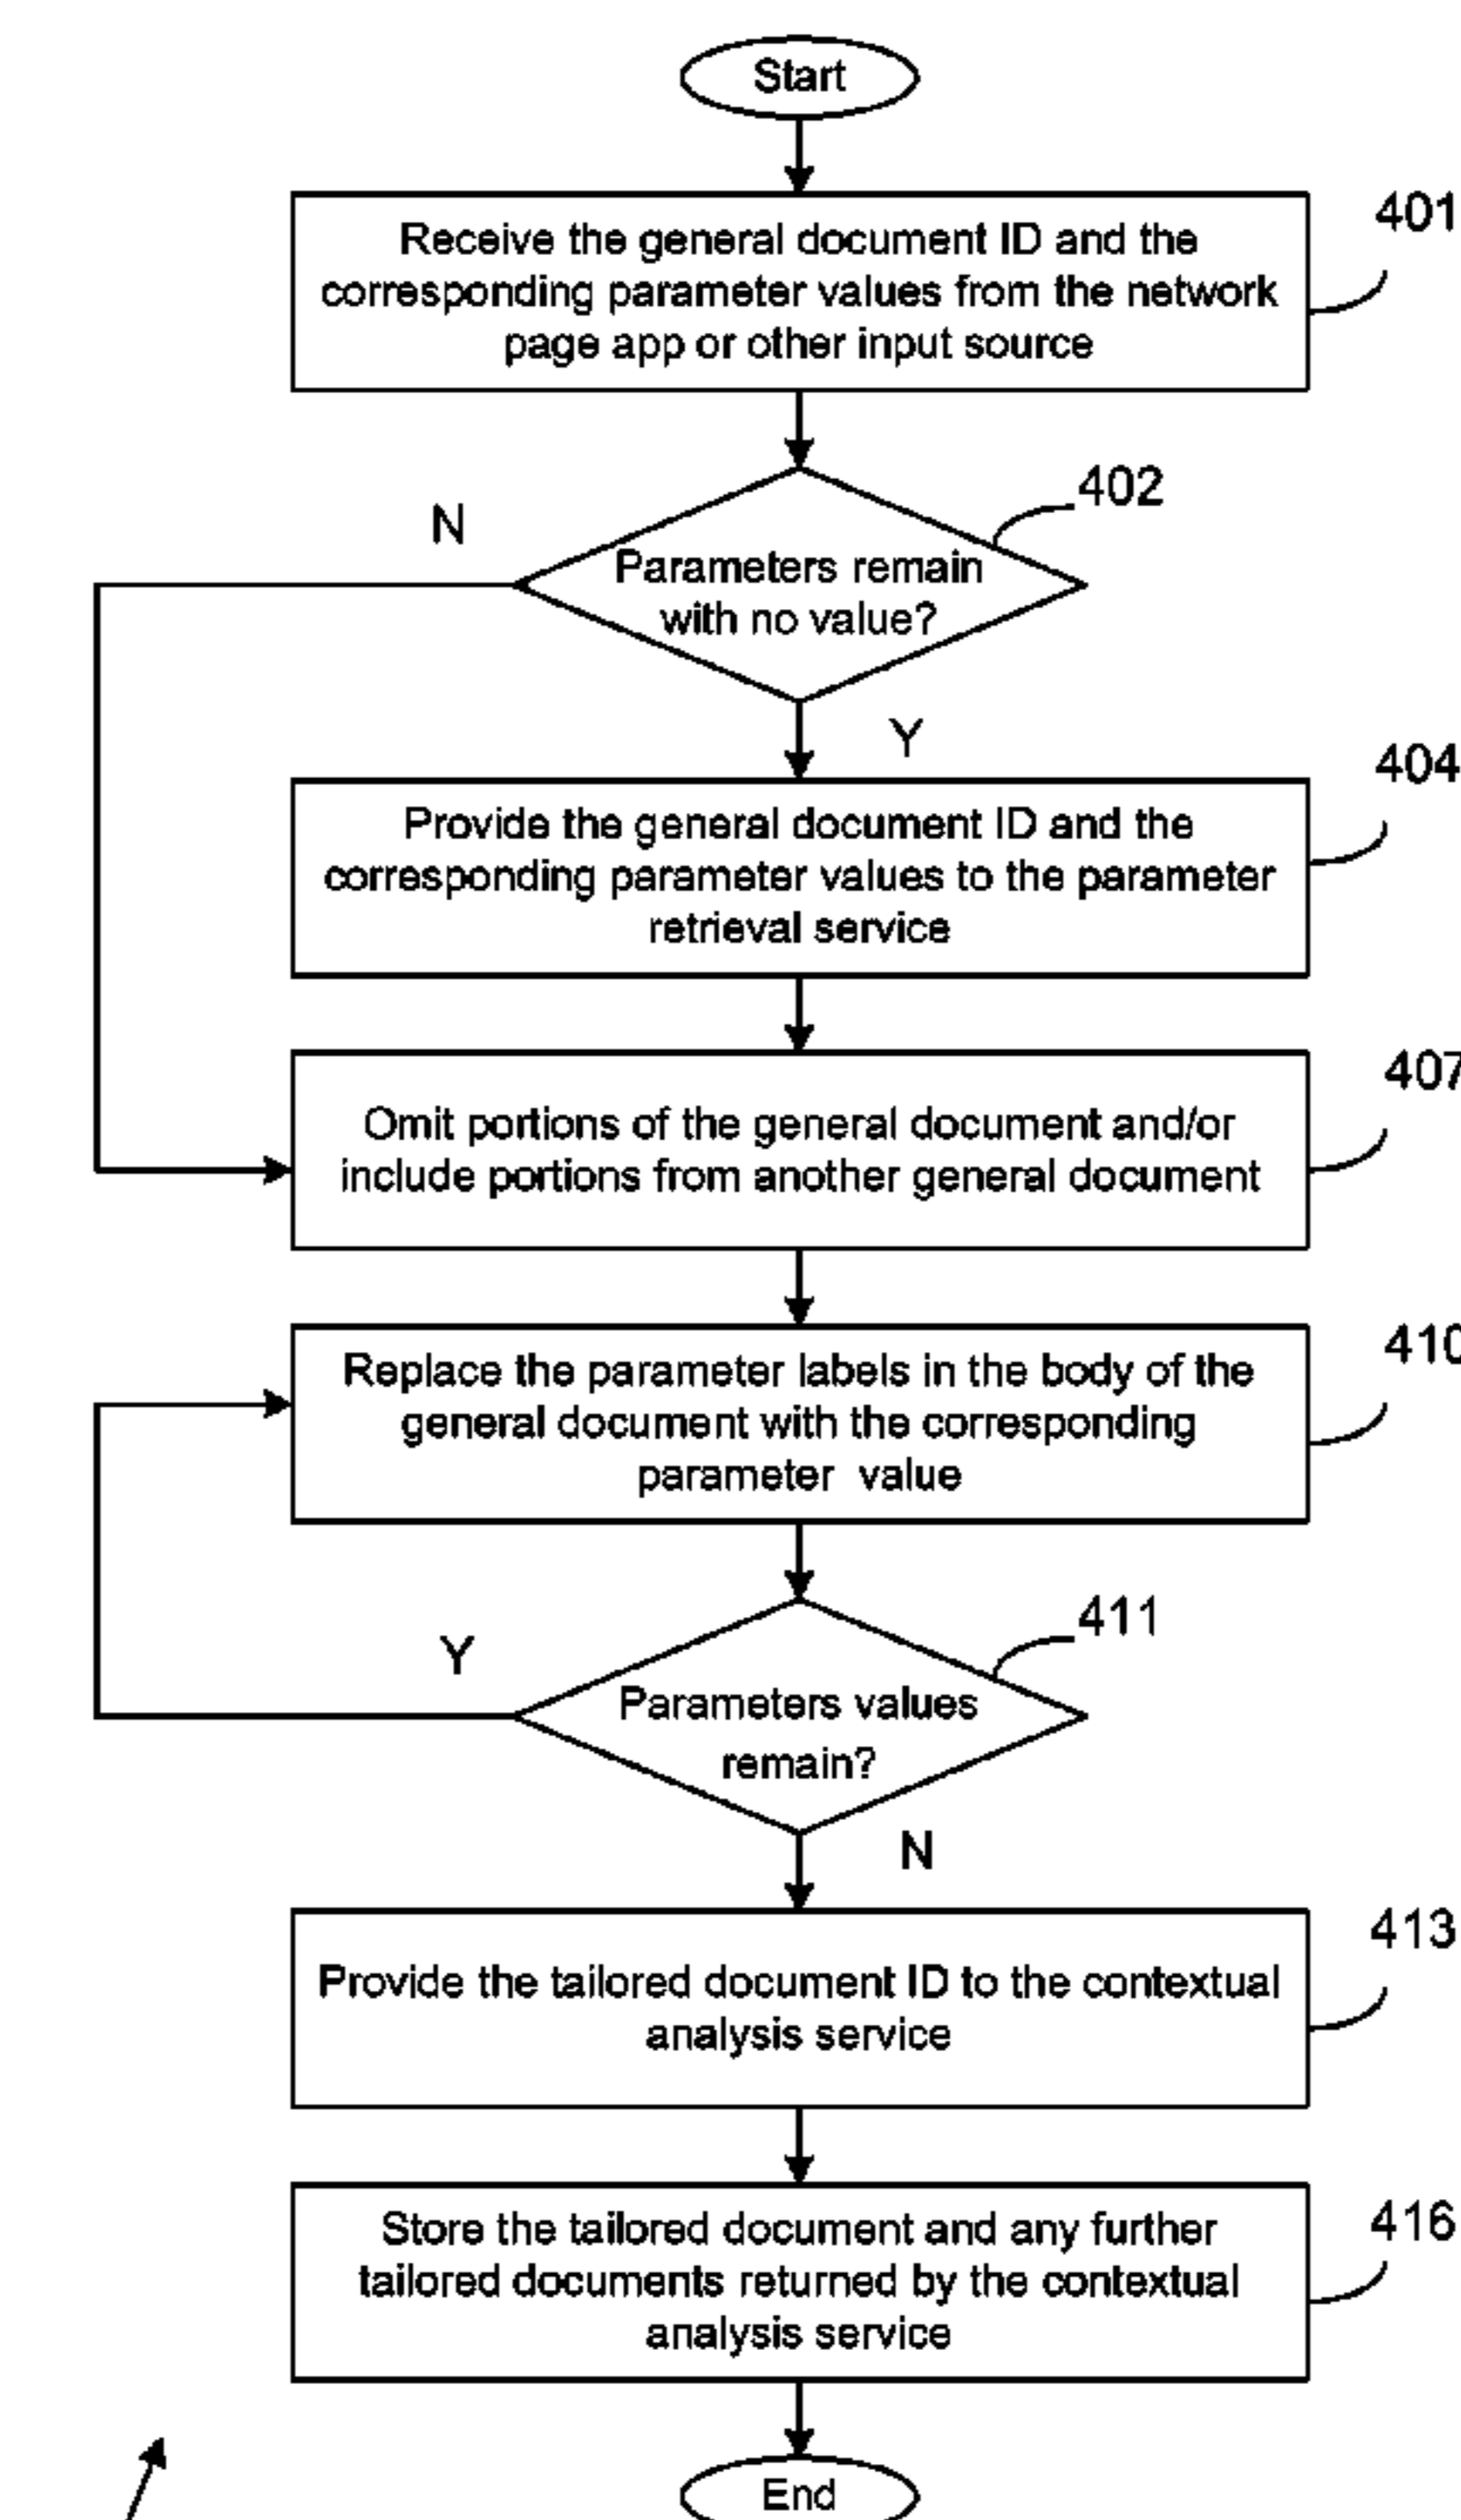 Start
401
Receive the general document ID and the
corresponding parameter values from the network
page app or other input source
402
N
Parameters remain
with no value?
Y
404
Provide the general document ID and the
corresponding parameter values to the parameter
retrieval service
407
Omit portions of the general document and/or
include portions from another general document
410
Replace the parameter labels in the body of the
general document with the corresponding
parameter value
411
Y
Parameters values
remain?
N
413
Provide the tailored document ID to the contextual
analysis service
416
Store the tailored document and any further
tailored documents returned by the contextual
analysis service
End